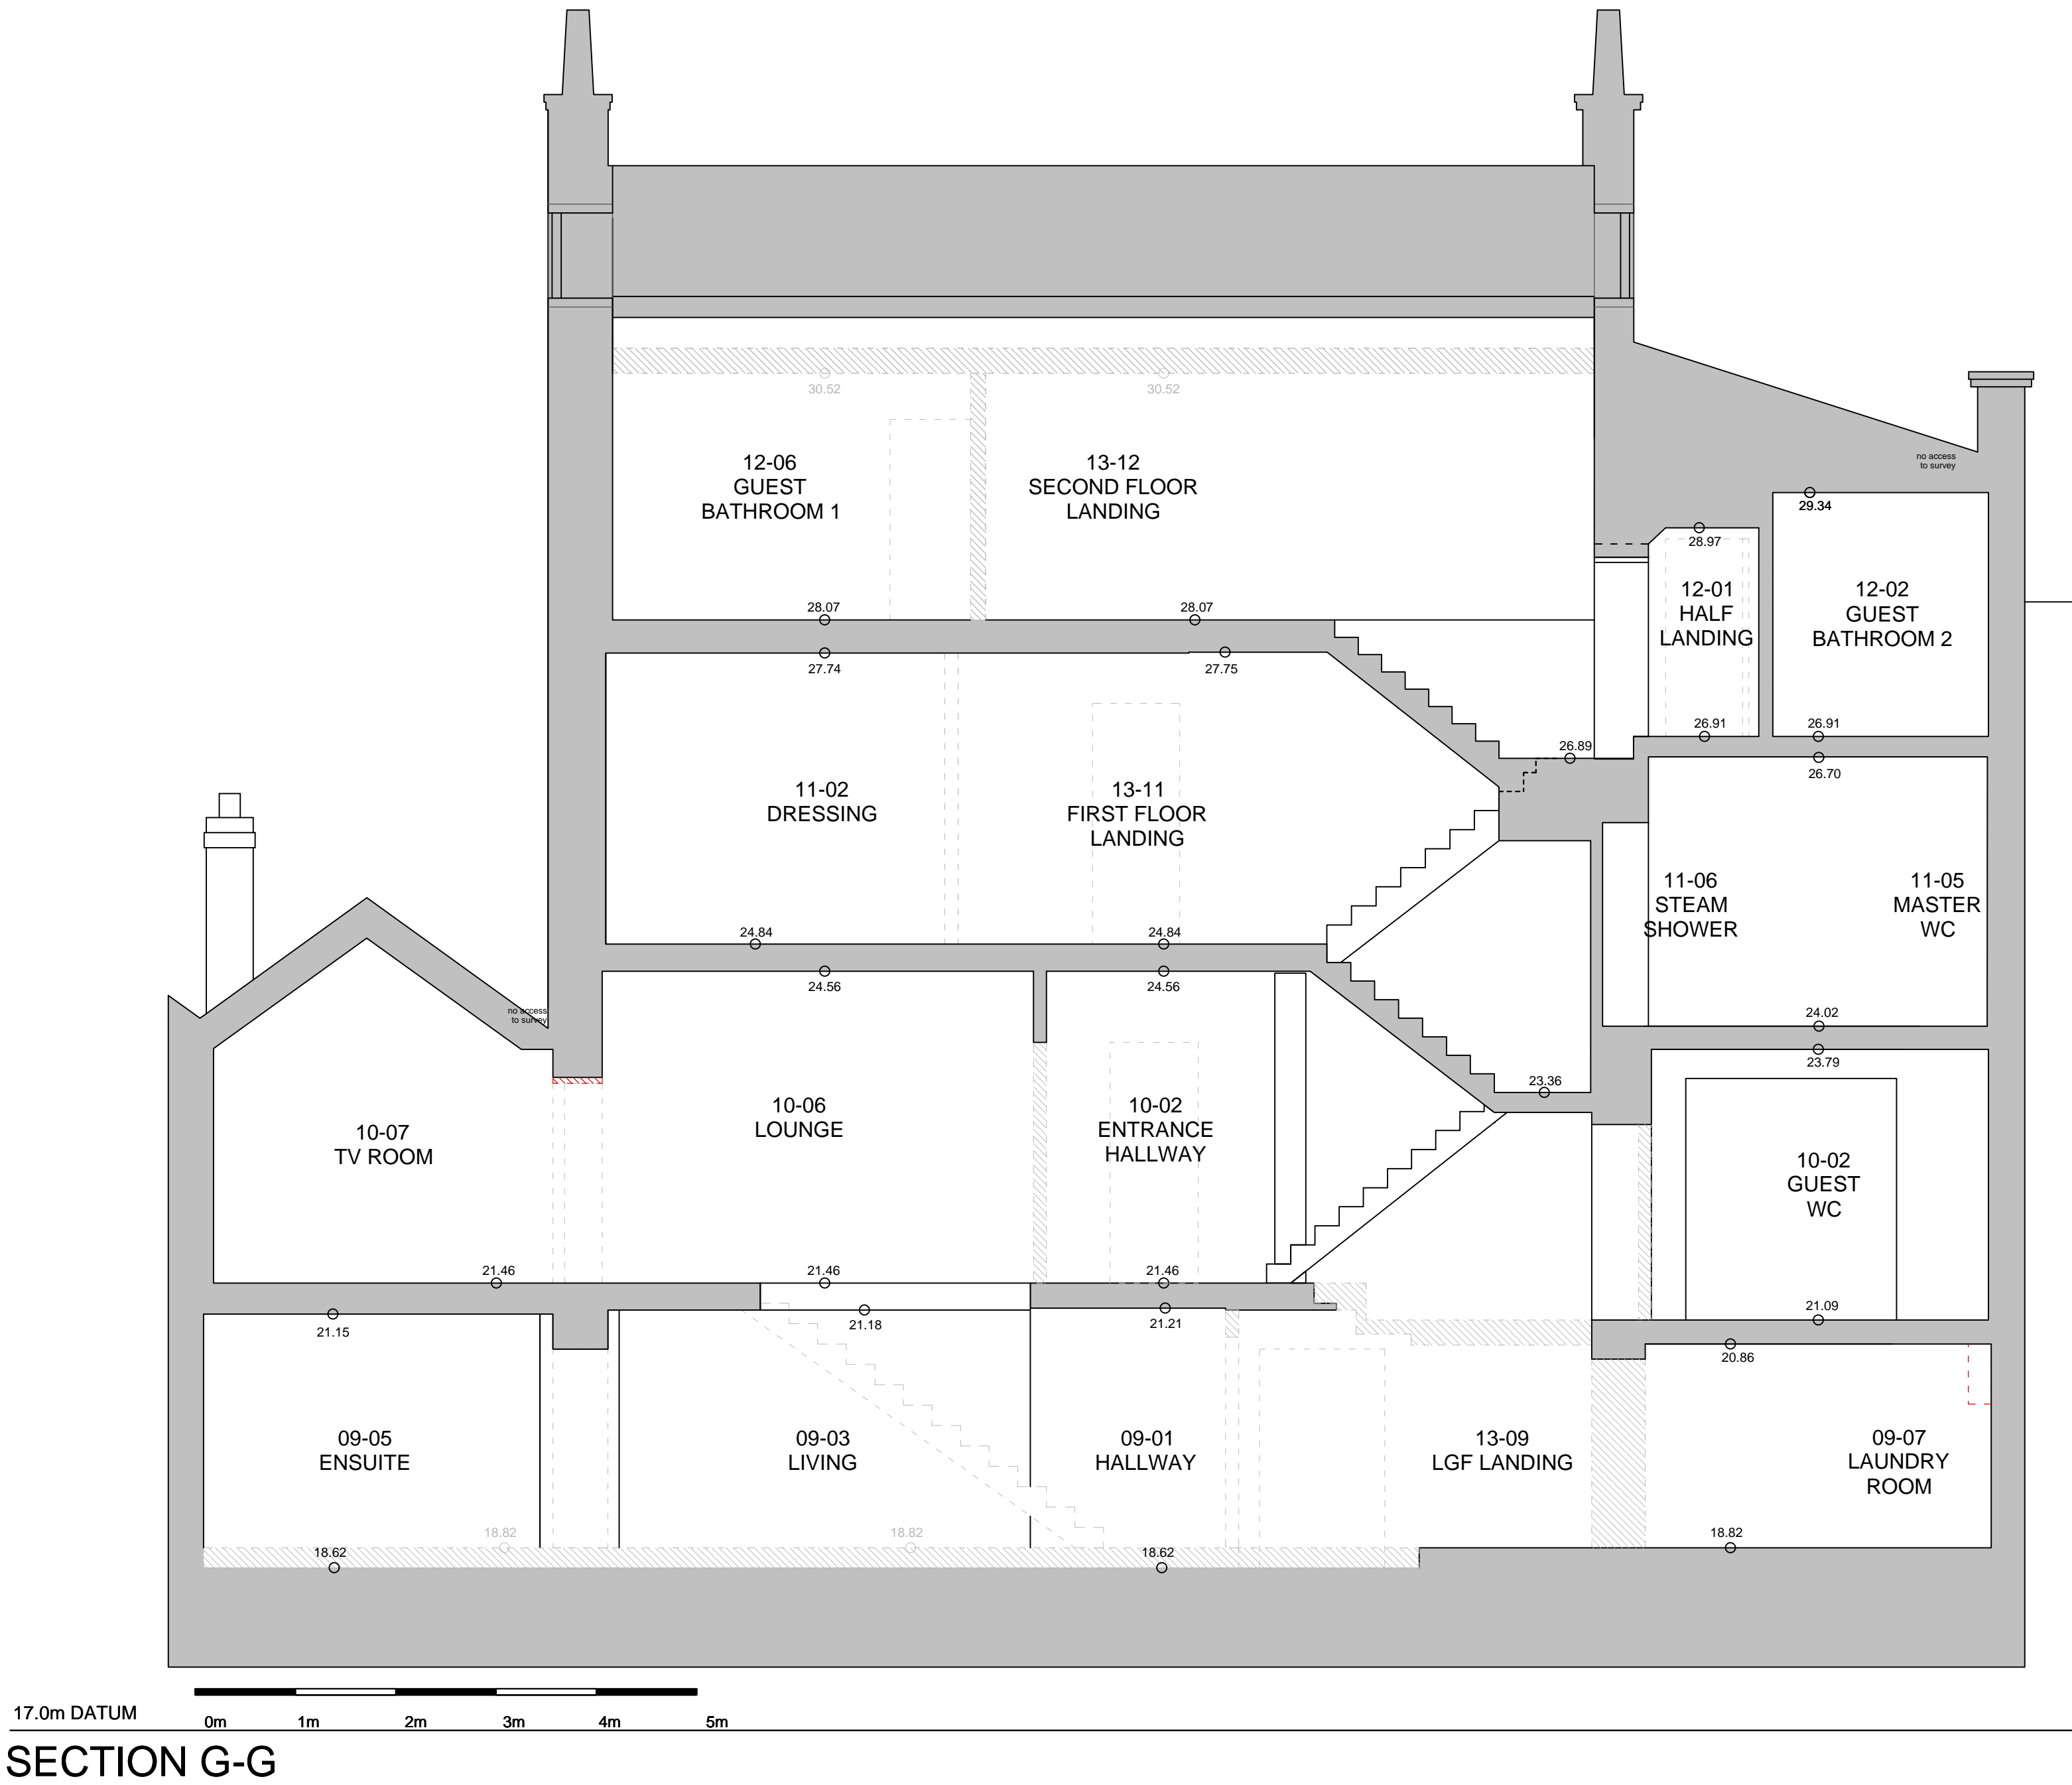 30.52
30.52
12-06
GUEST
BATHROOM 1
13-12
SECOND FLOOR
LANDING
no access
to survey
29.34
28.97
12-01
HALF
LANDING
12-02
GUEST
BATHROOM 2
28.07
28.07
27.74
27.75
26.91
26.91
26.89
26.70
11-02
DRESSING
13-11
FIRST FLOOR
LANDING
11-06
STEAM
SHOWER
11-05
MASTER
WC
24.84
24.84
24.56
24.56
no access
to survey
24.02
23.79
23.36
10-07
TV ROOM
10-06
LOUNGE
10-02
ENTRANCE
HALLWAY
10-02
GUEST
WC
21.46
21.46
21.46
21.09
21.15
21.18
21.21
20.86
09-05
ENSUITE
09-03
LIVING
09-01
HALLWAY
13-09
LGF LANDING
09-07
LAUNDRY
ROOM
18.82
18.82
18.82
18.62
18.62
17.0m DATUM
0m
1m
2m
3m
4m
5m
SECTION G-G